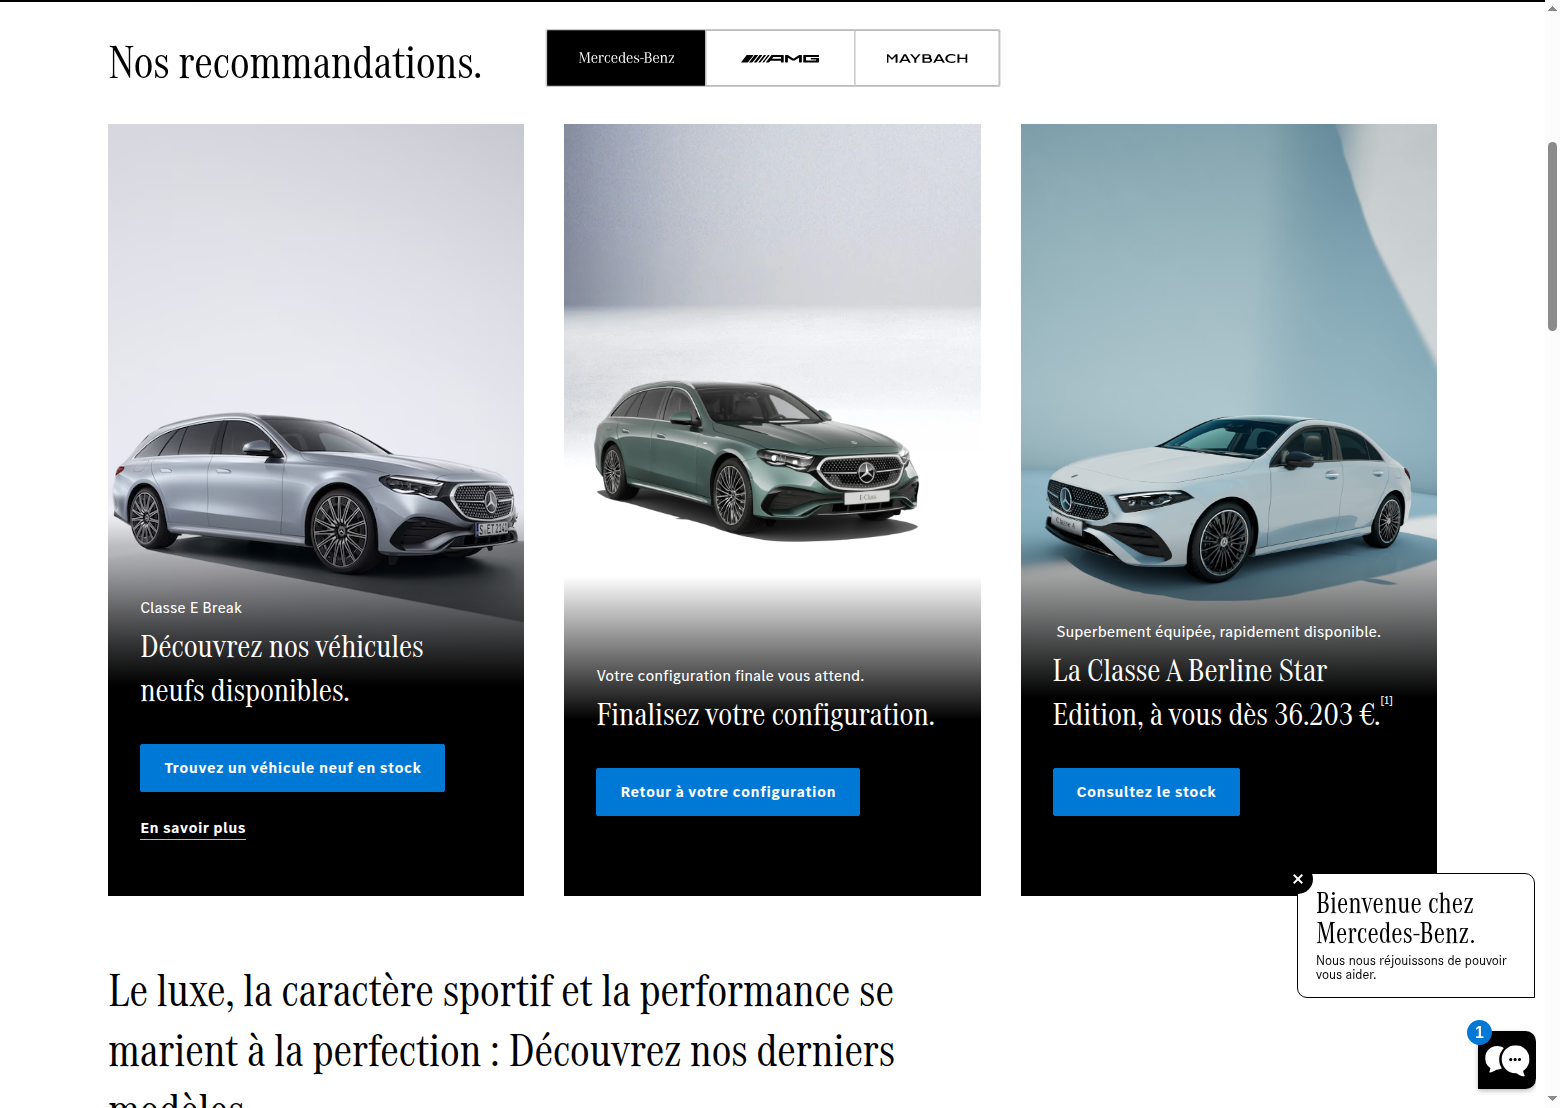 Nos recommandations.
Mercedes-Benz
AMG
MAYBACH
Classe E Break
Découvrez nos véhicules
neufs disponibles.
Trouvez un véhicule neuf en stock
En savoir plus
E-Class
Votre configuration finale vous attend.
Finalisez votre configuration.
Retour à votre configuration
Classe A
Superbement équipée, rapidement disponible.
La Classe A Berline Star
Edition, à vous dès 36.203 €.[1]
Consultez le stock
Bienvenue chez
Mercedes-Benz.
Nous nous réjouissons de pouvoir
vous aider.
1
Le luxe, la caractère sportif et la performance se
marient à la perfection : Découvrez nos derniers
modèles